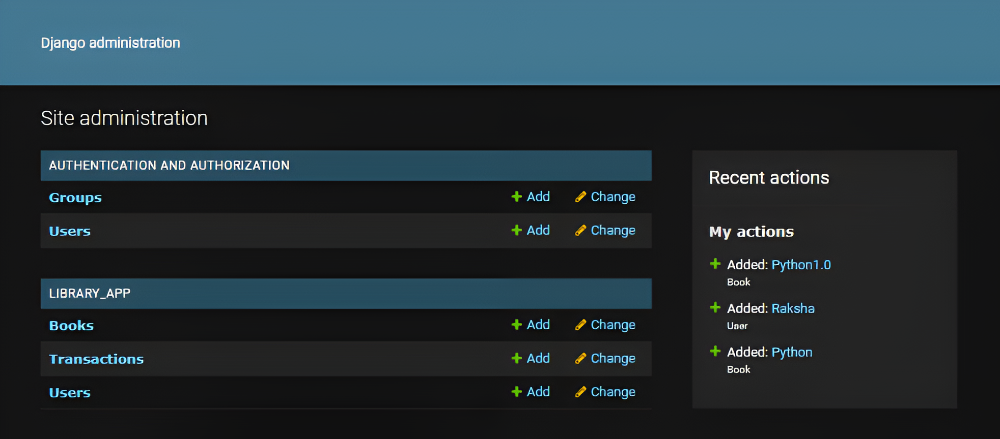 Django administration
Site administration
AUTHENTICATION AND AUTHORIZATION
Groups Add Change
Users Add Change
LIBRARY_APP
Books Add Change
Transactions Add Change
Users Add Change
Recent actions
My actions
Added: Python1.0
Book
Added: Raksha
User
Added: Python
Book